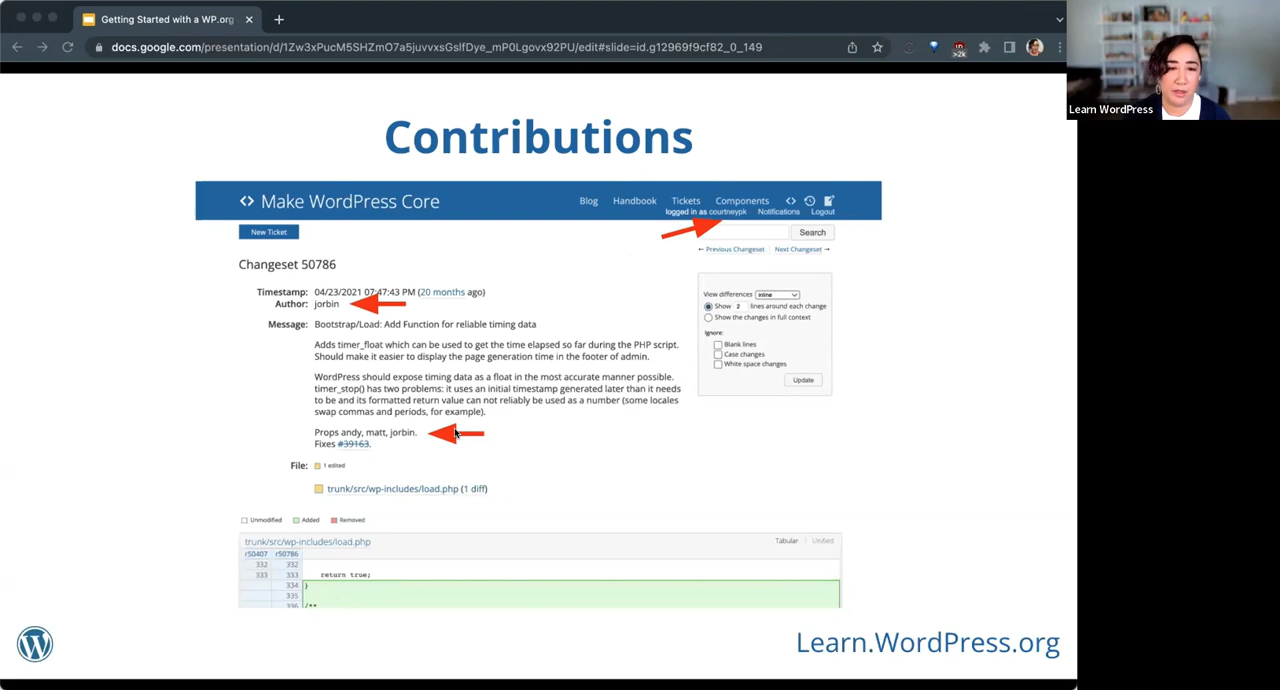 Getting Started with a WP.org
docs.google.com/presentation/d/1Zw3xPucM5SHZmO7a5juvvxsGslfDye_mP0Lgovx92PU/edit#slide=id.g12969f9cf82_0_149
>2k
Learn WordPress
Contributions
Make WordPress Core
Blog Handbook Tickets Components
logged in as courtneypk Notifications Logout
New Ticket
Search
← Previous Changeset Next Changeset →
Changeset 50786
Timestamp: 04/23/2021 07:47:43 PM (20 months ago)
Author: jorbin
Message: Bootstrap/Load: Add Function for reliable timing data
Adds timer_float which can be used to get the time elapsed so far during the PHP script.
Should make it easier to display the page generation time in the footer of admin.
WordPress should expose timing data as a float in the most accurate manner possible.
timer_stop() has two problems: it uses an initial timestamp generated later than it needs
to be and its formatted return value can not reliably be used as a number (some locales
swap commas and periods, for example).
Props andy, matt, jorbin.
Fixes #39163.
File: 1 edited
trunk/src/wp-includes/load.php (1 diff)
View differences inline
Show 2 lines around each change
Show the changes in full context
Ignore:
Blank lines
Case changes
White space changes
Update
Unmodified Added Removed
trunk/src/wp-includes/load.php
Tabular Unified
r50407 r50786
332 332
333 333 return true;
334 }
335
336 /**
Learn.WordPress.org